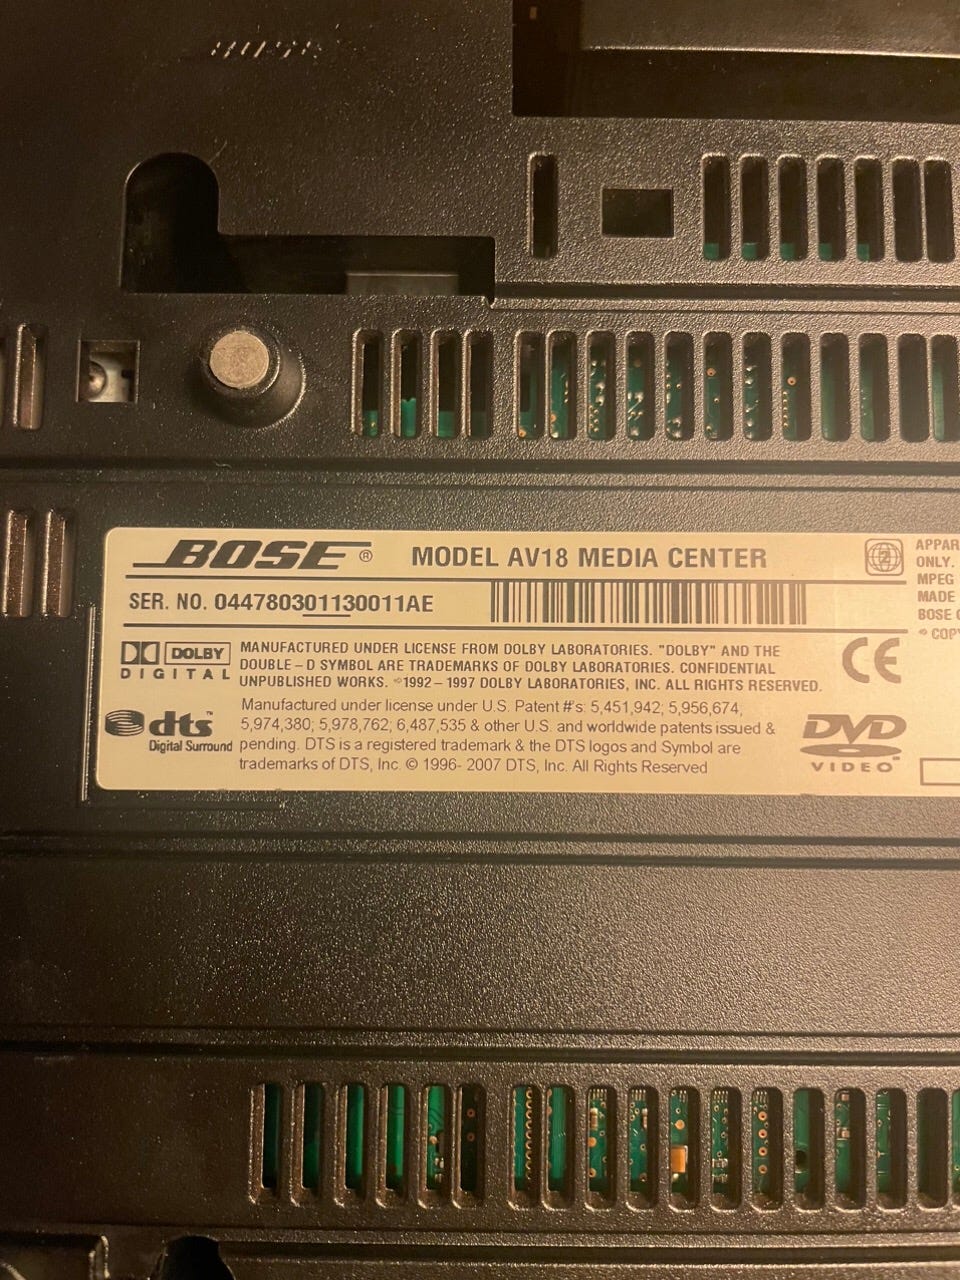 BOSE® MODEL AV18 MEDIA CENTER
SER. NO. 044780301130011AE
DOLBY
DIGITAL
MANUFACTURED UNDER LICENSE FROM DOLBY LABORATORIES. "DOLBY" AND THE
DOUBLE-D SYMBOL ARE TRADEMARKS OF DOLBY LABORATORIES. CONFIDENTIAL
UNPUBLISHED WORKS. ©1992-1997 DOLBY LABORATORIES, INC. ALL RIGHTS RESERVED.
CE
dts™
Digital Surround
Manufactured under license under U.S. Patent #'s: 5,451,942; 5,956,674,
5,974,380; 5,978,762; 6,487,535 & other U.S. and worldwide patents issued &
pending. DTS is a registered trademark & the DTS logos and Symbol are
trademarks of DTS, Inc. © 1996- 2007 DTS, Inc. All Rights Reserved
DVD
VIDEO™
2
ONLY.
MPEG
MADE
BOSE